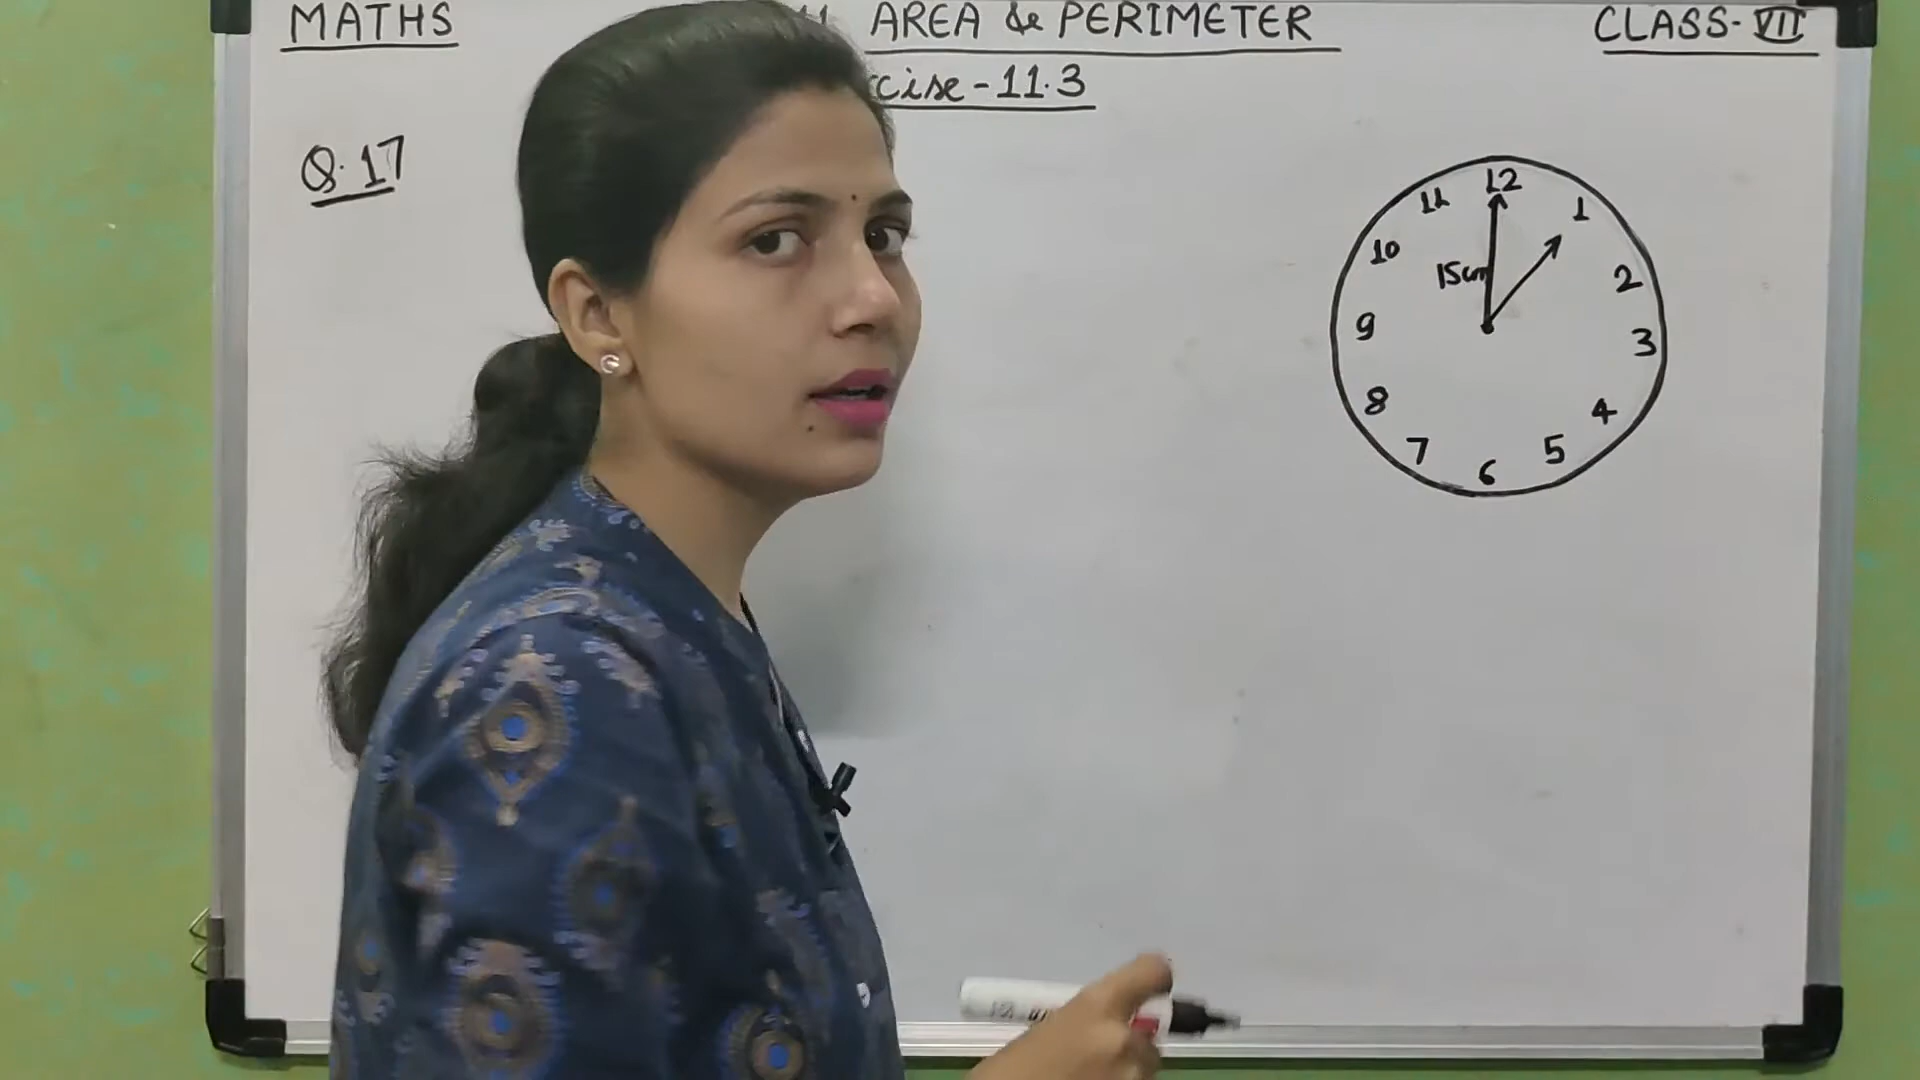 MATHS
AREA & PERIMETER
CLASS-VII
cise-11.3
Q.17
12
11
1
10
2
15cm
9
3
8
4
7
5
6